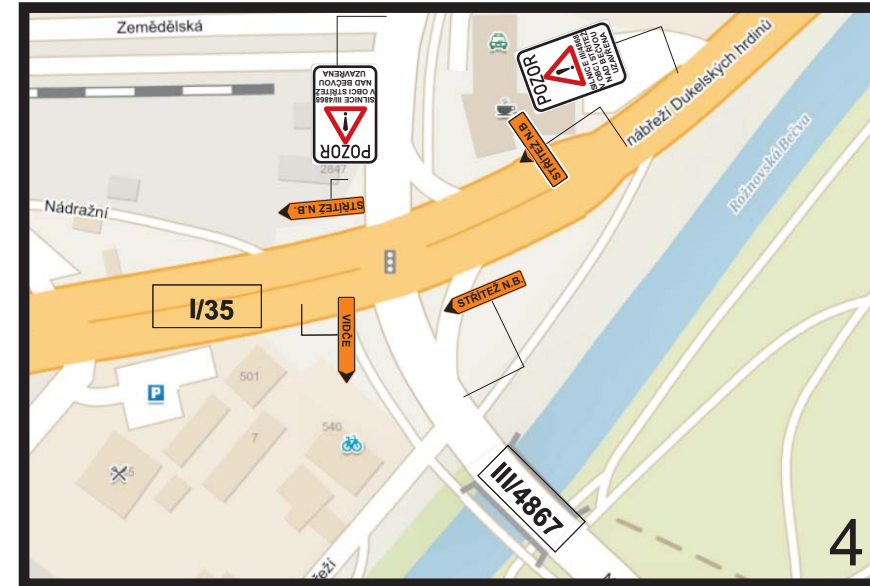 Zemědělská
POZOR
SILNICE III/4868
V OBCI STŘÍTEŽ
NAD BEČVOU
UZAVŘENA
POZOR
SILNICE III/4868
V OBCI STŘÍTEŽ
NAD BEČVOU
UZAVŘENA
nábřeží Dukelských hrdinů
STŘÍTEŽ N.B.
2847
Rožnovská Bečva
Nádražní
STŘÍTEŽ N.B.
STŘÍTEŽ N.B.
I/35
VIDČE
501
P
7
540
III/4867
4